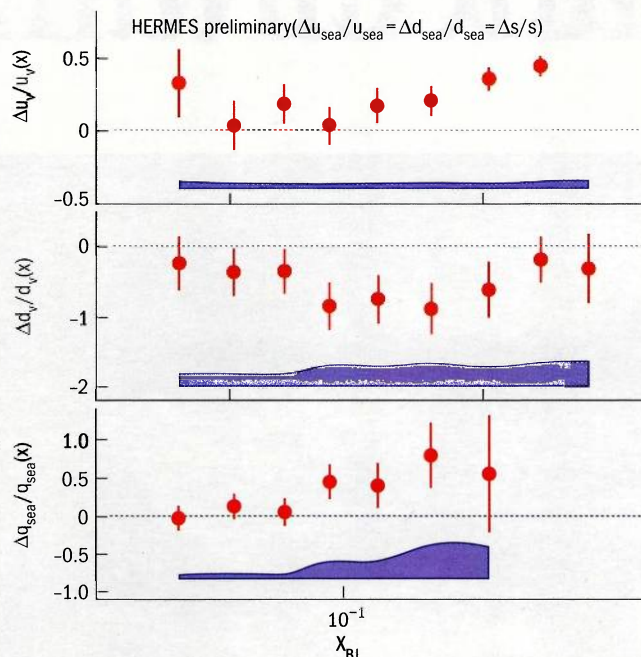 HERMES preliminary(Δu_sea/u_sea=Δd_sea/d_sea=Δs/s)
Δu_v/u_v(x)
0.5
0
−0.5
Δd_v/d_v(x)
0
−1
−2
Δq_sea/q_sea(x)
1.0
0.5
0
−0.5
−1.0
10⁻¹
X_BJ